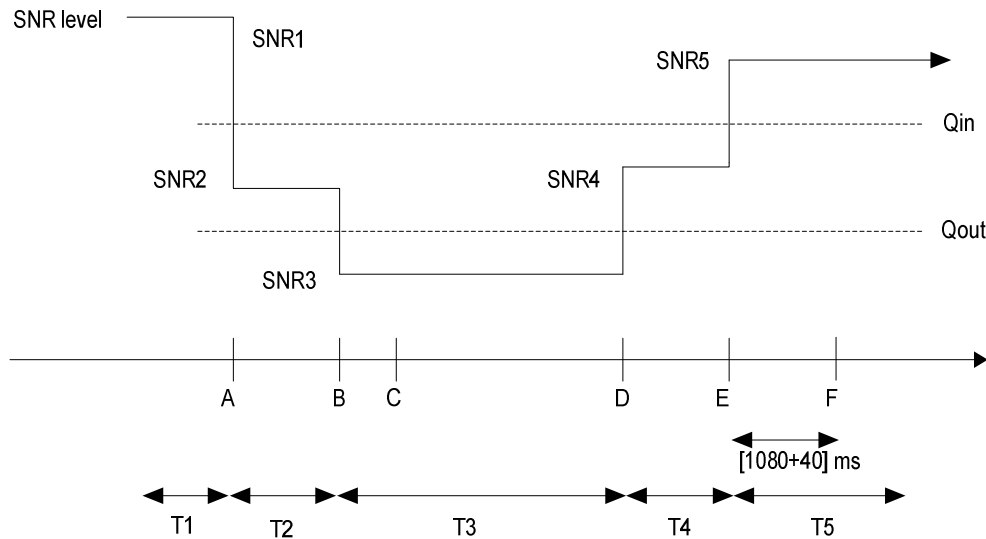 SNR level
SNR1
SNR5
Qin
SNR2
SNR4
Qout
SNR3
A
B
C
D
E
F
[1080+40] ms
T1
T2
T3
T4
T5